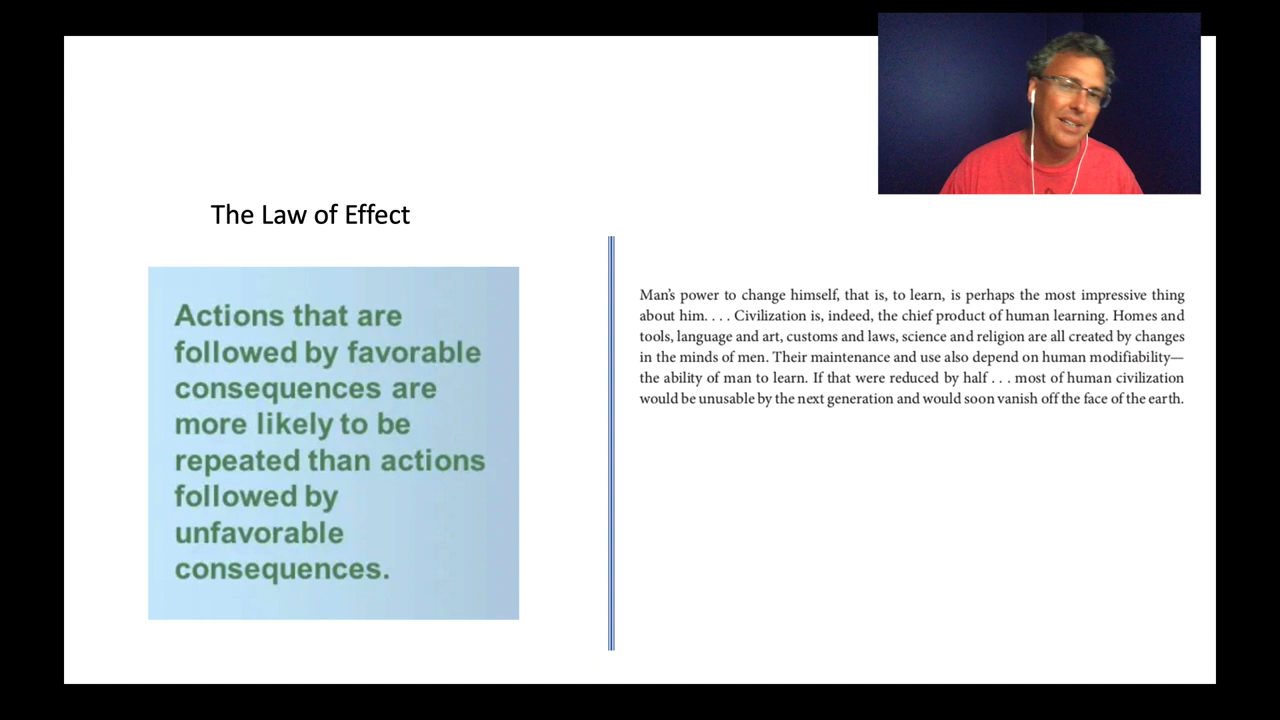 The Law of Effect
Actions that are
followed by favorable
consequences are
more likely to be
repeated than actions
followed by
unfavorable
consequences.
Man’s power to change himself, that is, to learn, is perhaps the most impressive thing
about him. . . . Civilization is, indeed, the chief product of human learning. Homes and
tools, language and art, customs and laws, science and religion are all created by changes
in the minds of men. Their maintenance and use also depend on human modifiability—
the ability of man to learn. If that were reduced by half . . . most of human civilization
would be unusable by the next generation and would soon vanish off the face of the earth.